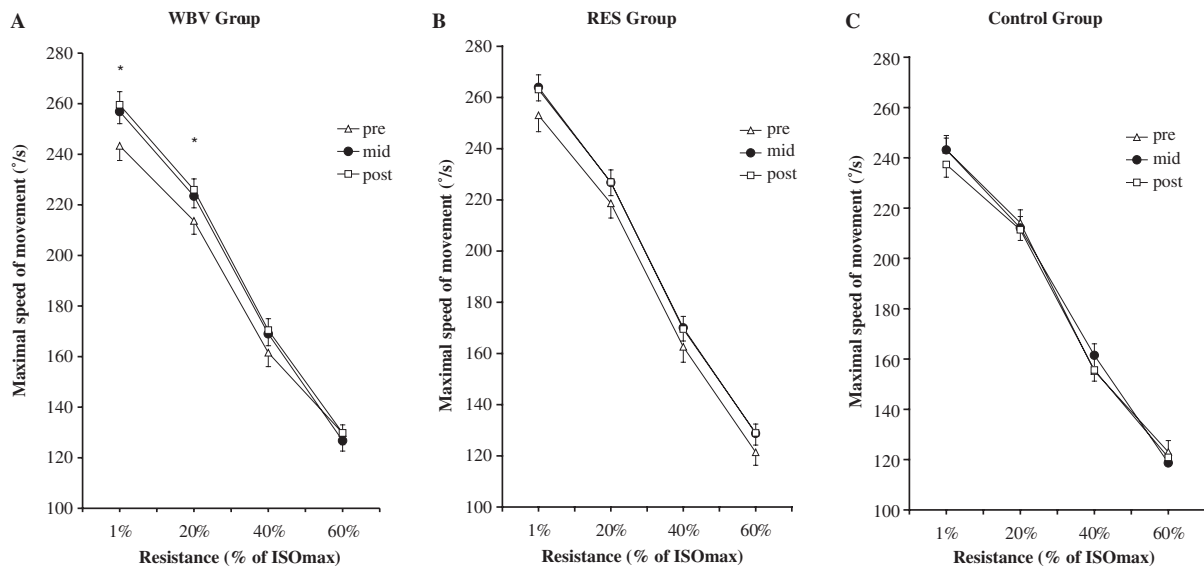 A
WBV Group
280
260
240
220
200
180
160
140
120
100
*
*
pre
mid
post
Maximal speed of movement (°/s)
1% 20% 40% 60%
Resistance (% of ISOmax)
B
RES Group
280
260
240
220
200
180
160
140
120
100
pre
mid
post
Maximal speed of movement (°/s)
1% 20% 40% 60%
Resistance (% of ISOmax)
C
Control Group
280
260
240
220
200
180
160
140
120
100
pre
mid
post
Maximal speed of movement (°/s)
1% 20% 40% 60%
Resistance (% of ISOmax)